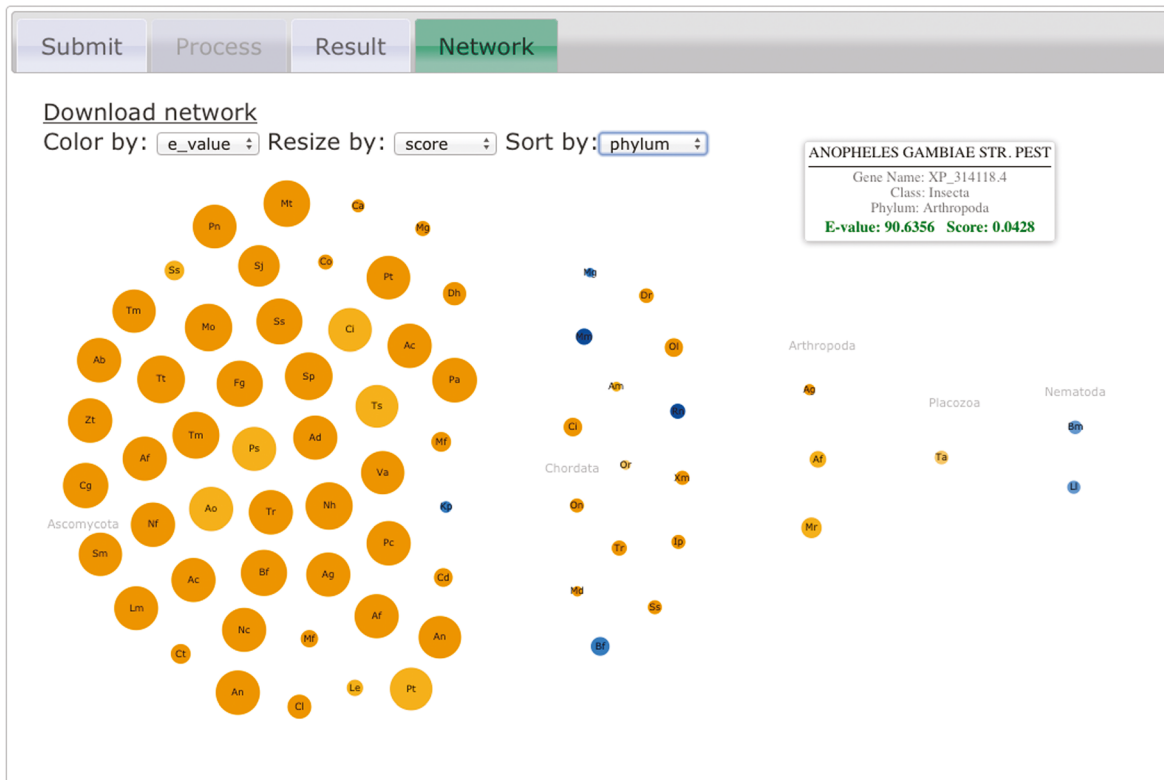 Submit Process Result Network
Download network
Color by: e_value Resize by: score Sort by: phylum
ANOPHELES GAMBIAE STR. PEST
Gene Name: XP_314118.4
Class: Insecta
Phylum: Arthropoda
E-value: 90.6356 Score: 0.0428
Mt
Ca
Pn
Mg
Ss
Sj
Co
Pt
Dh
Tm
Mo
Ss
Ci
Ac
Ab
Tt
Fg
Sp
Pa
Ts
Zt
Tm
Ps
Ad
Mf
Af
Va
Cg
Ao
Tr
Nh
Kp
Ascomycota
Nf
Pc
Sm
Ac
Bf
Ag
Cd
Lm
Nc
Mf
Af
An
Ct
An
Cl
Le
Pt
Mg
Dr
Mm
Ol
Am
Rn
Ci
Chordata
Or
Xm
On
Tr
Ip
Md
Ss
Bf
Arthropoda
Ag
Af
Mr
Placozoa
Ta
Nematoda
Bm
Ll